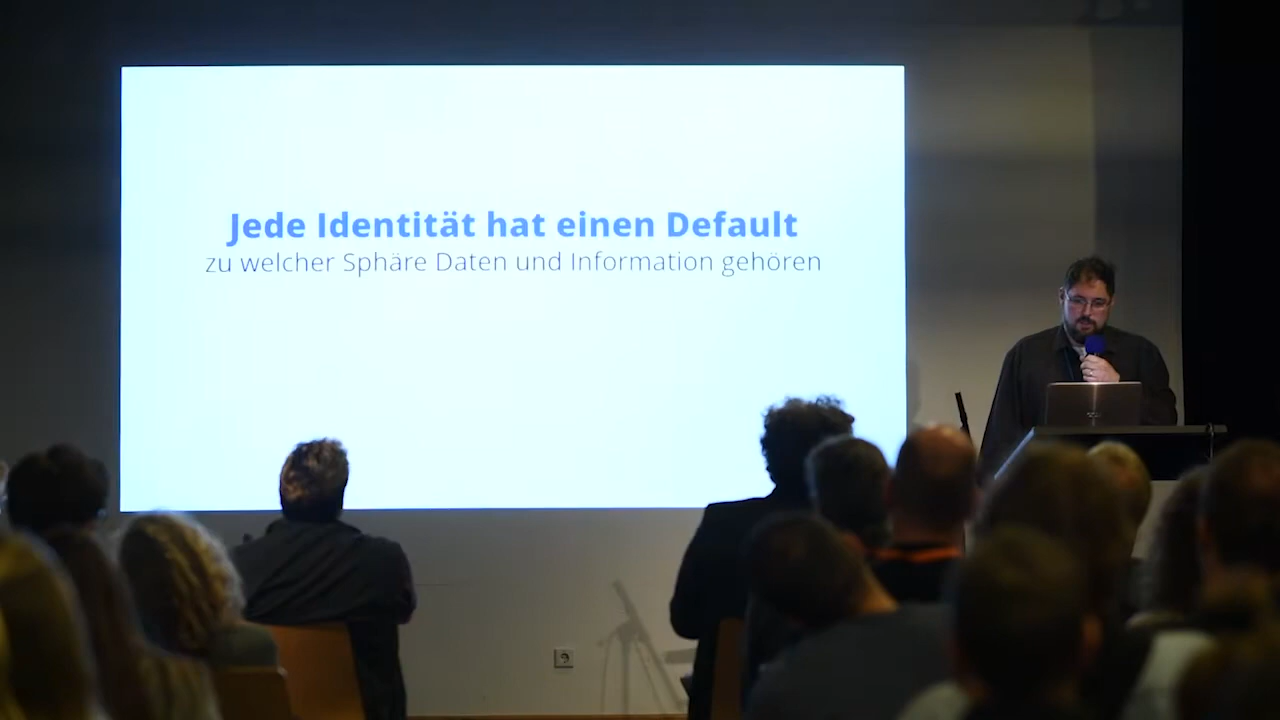 Jede Identität hat einen Default
zu welcher Sphäre Daten und Information gehören